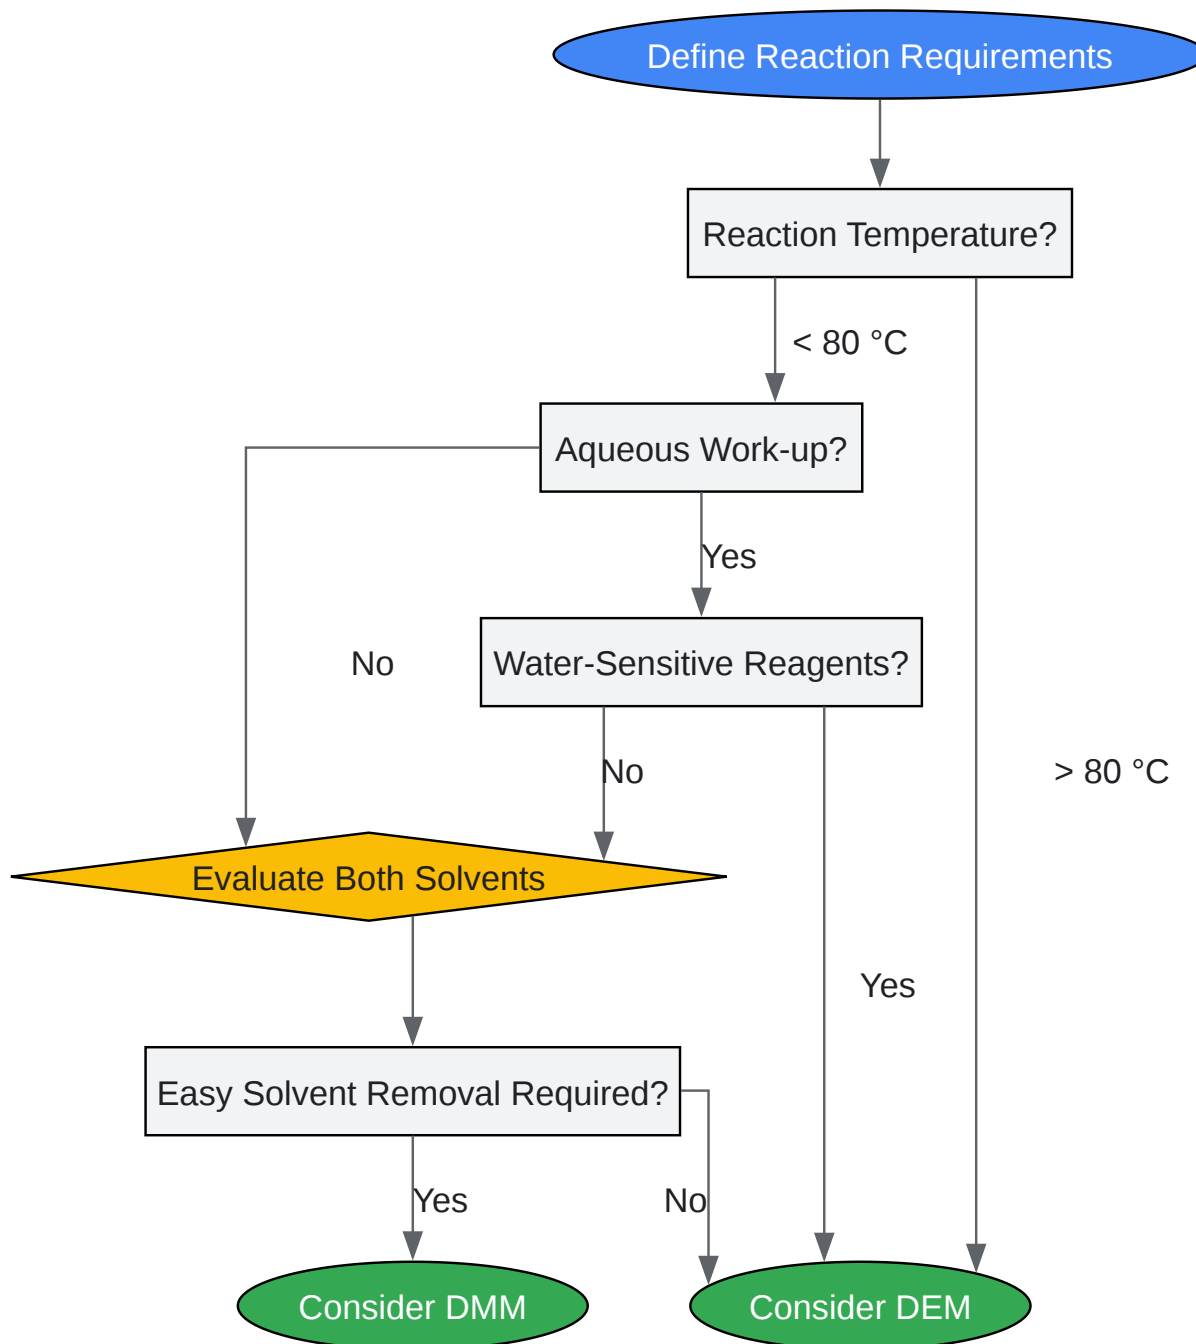 Define Reaction Requirements
Reaction Temperature?
< 80 °C
Aqueous Work-up?
Yes
No
Water-Sensitive Reagents?
No
> 80 °C
Evaluate Both Solvents
Yes
Easy Solvent Removal Required?
Yes
No
Consider DMM
Consider DEM